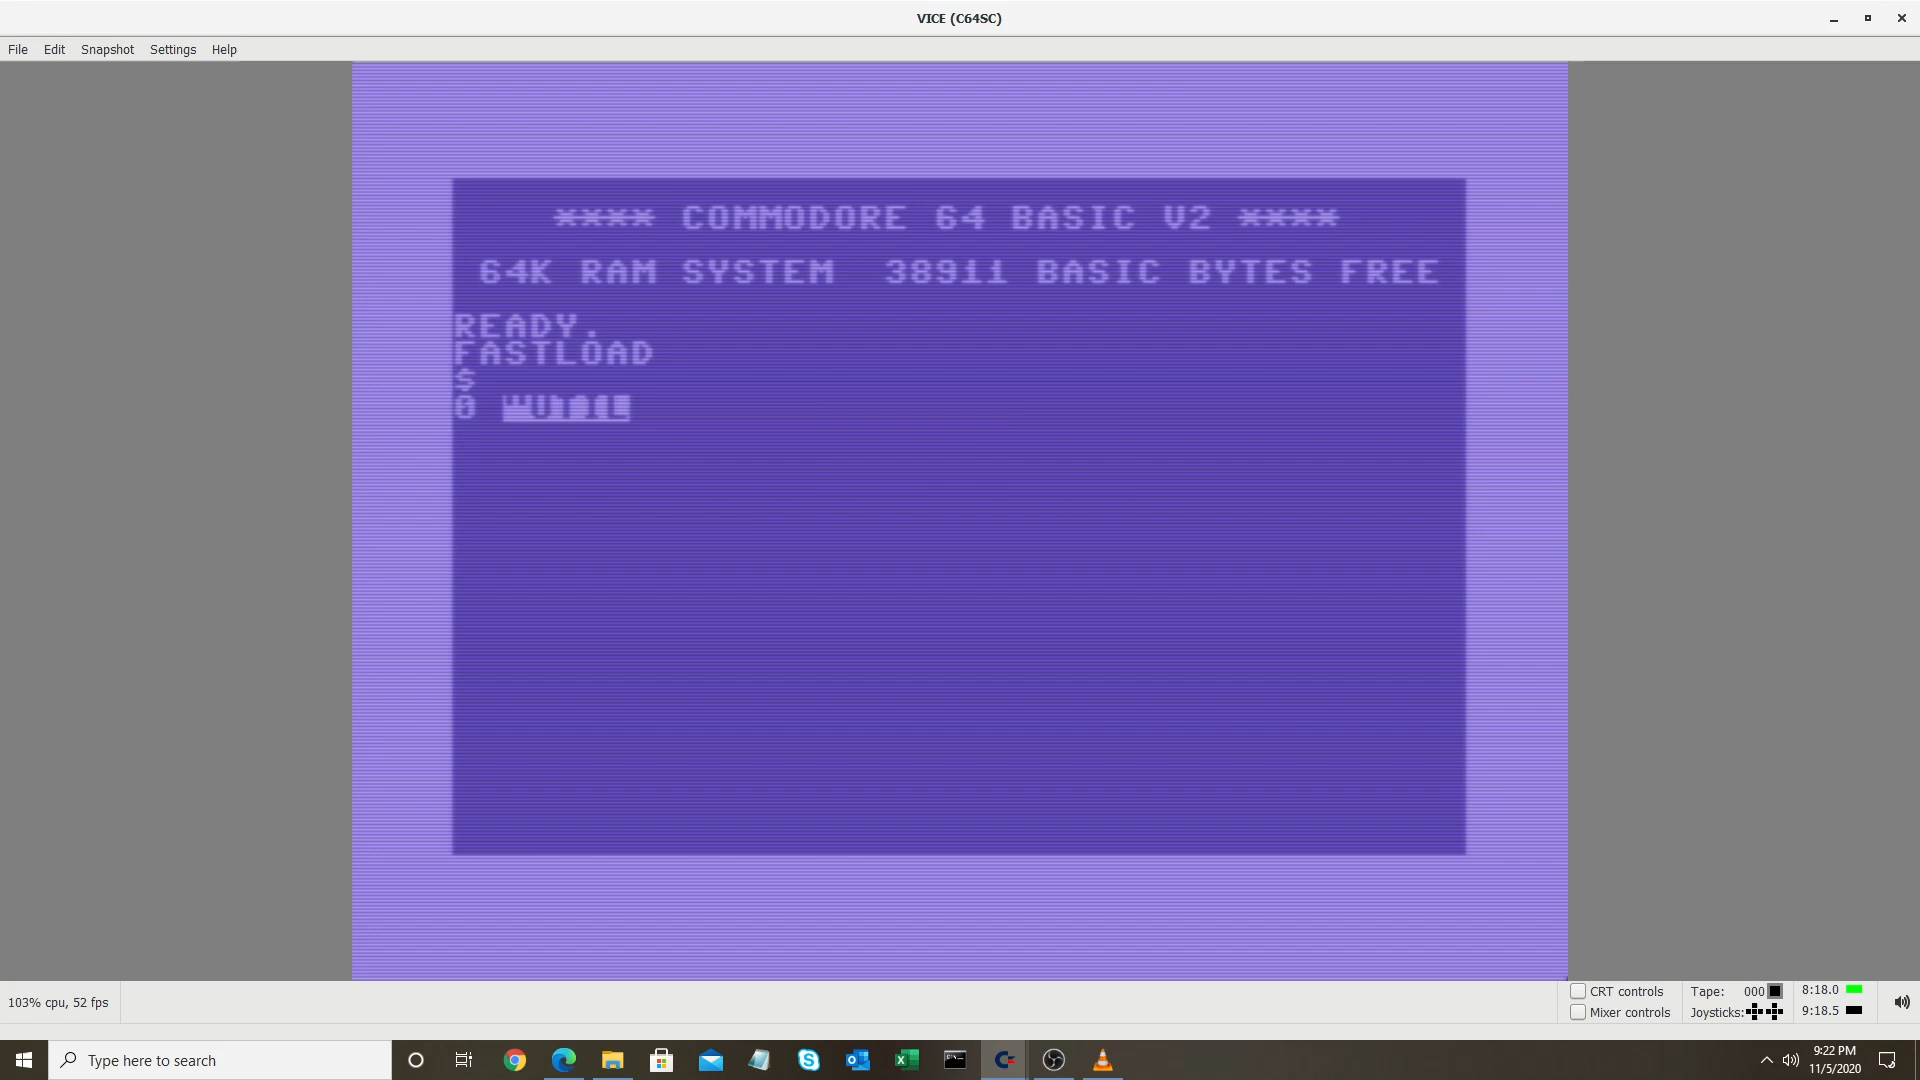 VICE (C64SC)
File Edit Snapshot Settings Help
**** COMMODORE 64 BASIC V2 ****
64K RAM SYSTEM  38911 BASIC BYTES FREE
READY.
FASTLOAD
$
0
103% cpu, 52 fps
CRT controls
Mixer controls
Tape: 000
Joysticks:
8:18.0
9:18.5
Type here to search
9:22 PM
11/5/2020